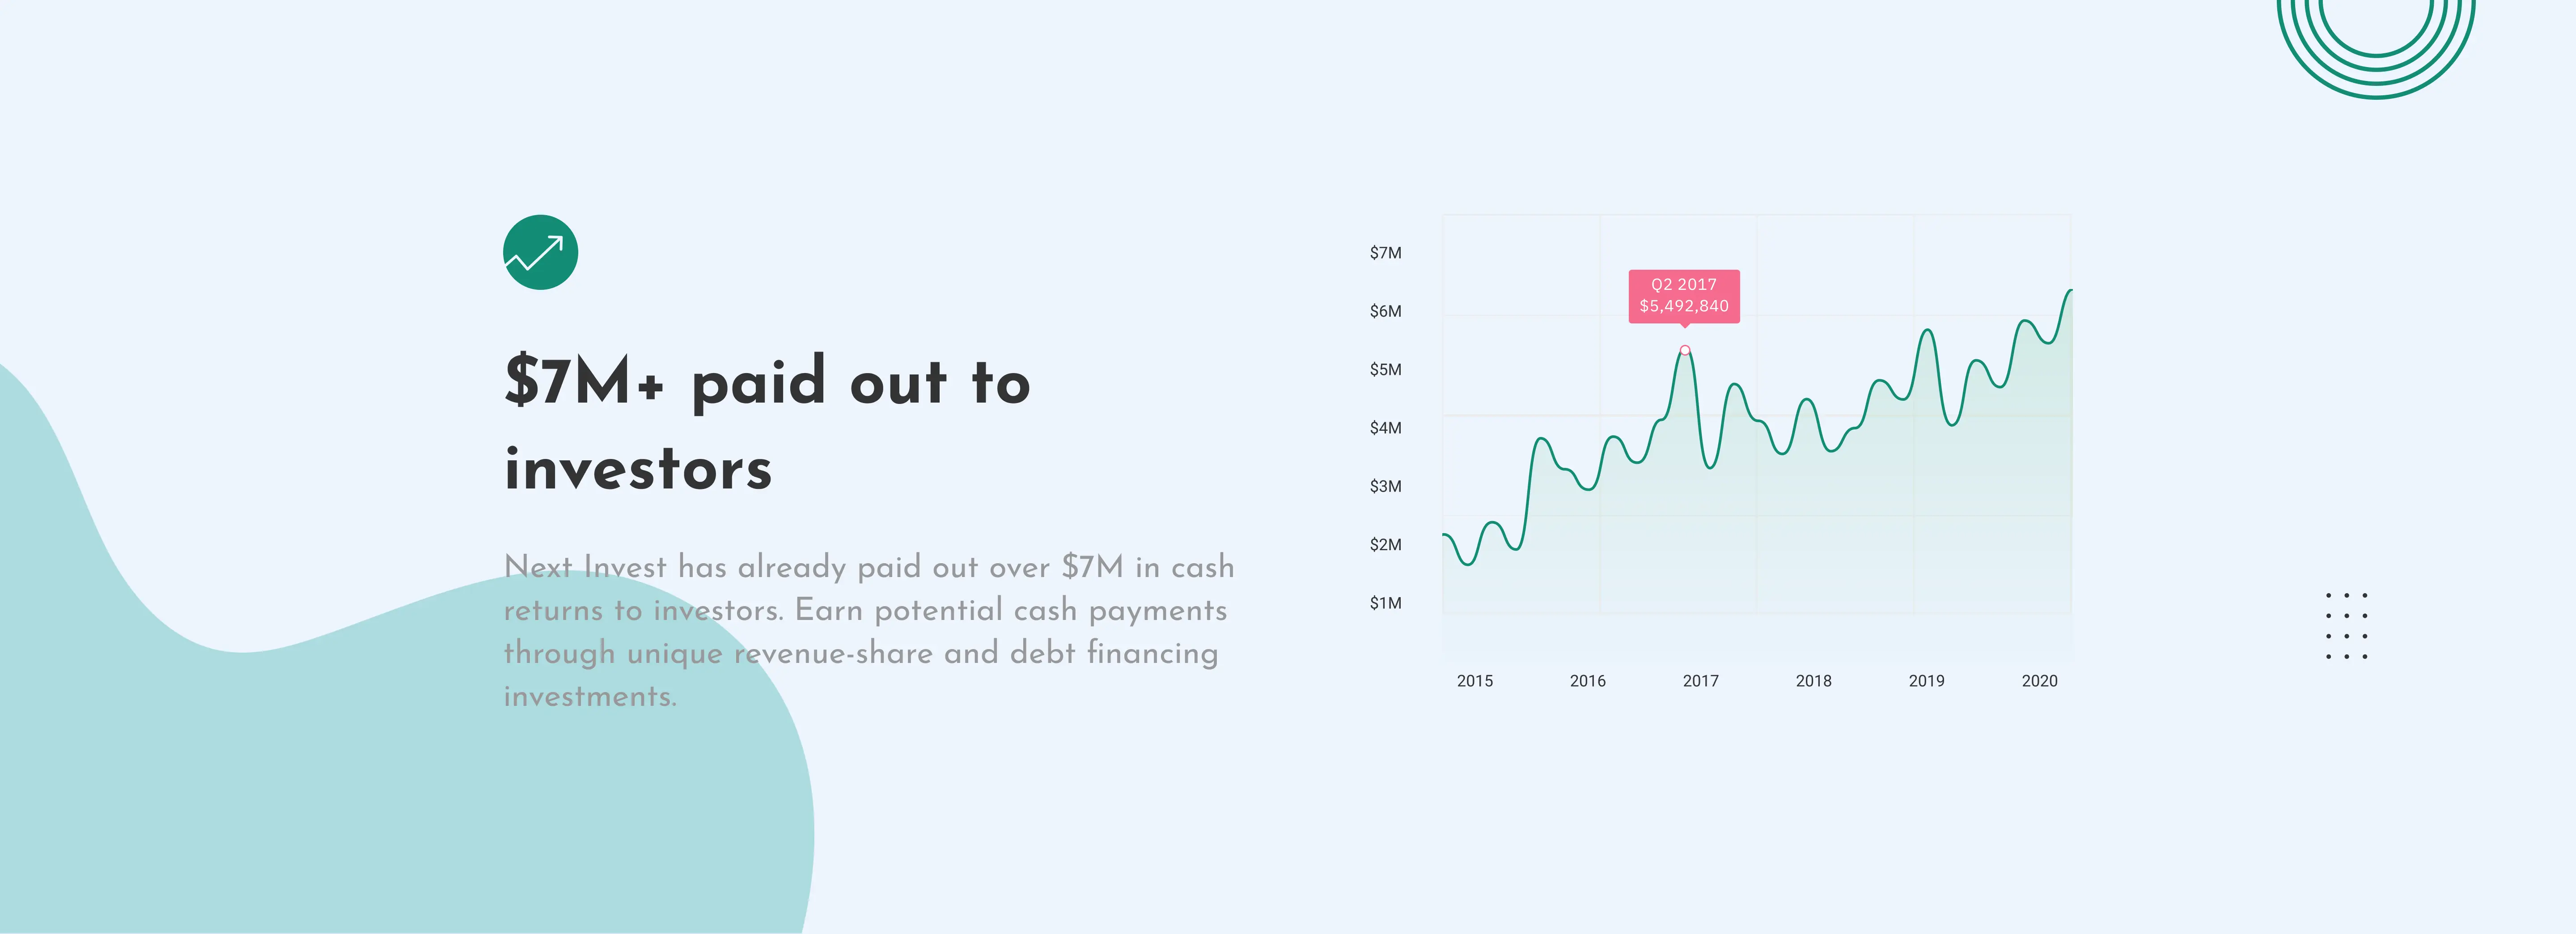 $7M+ paid out to
investors
Next Invest has already paid out over $7M in cash
returns to investors. Earn potential cash payments
through unique revenue-share and debt financing
investments.
$7M
$6M
$5M
$4M
$3M
$2M
$1M
Q2 2017
$5,492,840
2015 2016 2017 2018 2019 2020